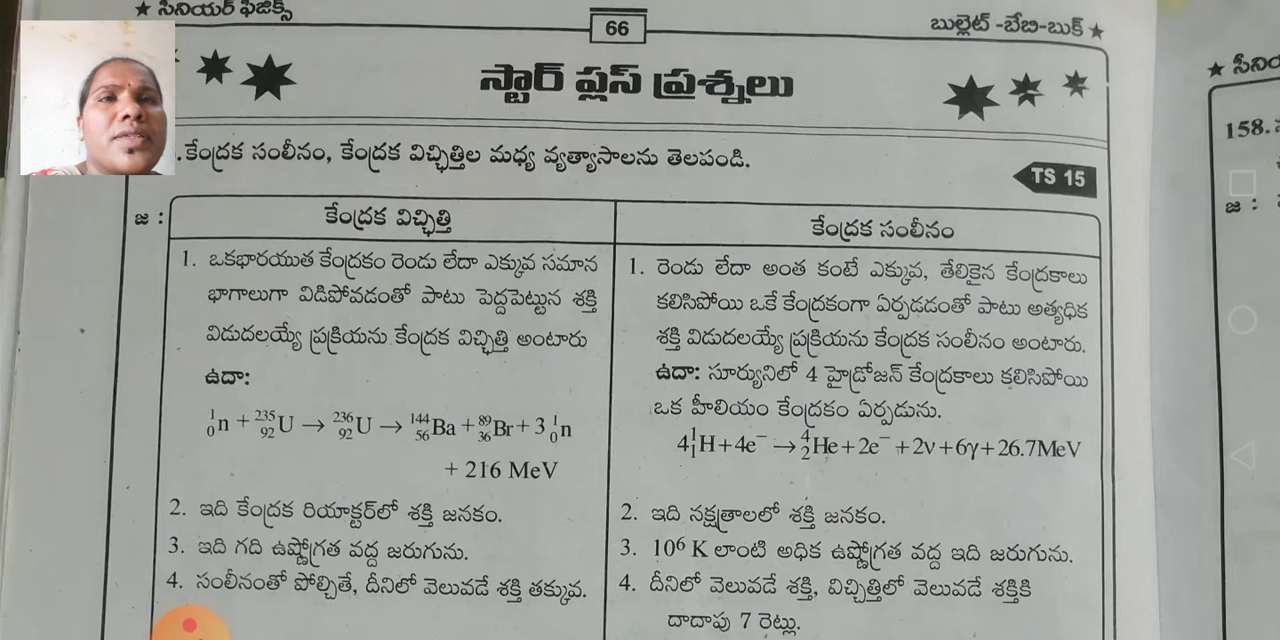 ★ సీనియర్ ఫిజిక్స్
66
బుల్లెట్ -బేబి-బుక్ ★
స్టార్ ప్లస్ ప్రశ్నలు
.కేంద్రక సంలీనం, కేంద్రక విచ్ఛిత్తిల మధ్య వ్యత్యాసాలను తెలపండి.
TS 15
జ :
కేంద్రక విచ్ఛిత్తి
1. ఒకభారయుత కేంద్రకం రెండు లేదా ఎక్కువ సమాన
భాగాలుగా విడిపోవడంతో పాటు పెద్దపెట్టున శక్తి
విడుదలయ్యే ప్రక్రియను కేంద్రక విచ్ఛిత్తి అంటారు
ఉదా:
¹₀n + ²³⁵₉₂U → ²³⁶₉₂U → ¹⁴⁴₅₆Ba + ⁸⁹₃₆Br + 3 ¹₀n
+ 216 MeV
2. ఇది కేంద్రక రియాక్టర్‌లో శక్తి జనకం.
3. ఇది గది ఉష్ణోగ్రత వద్ద జరుగును.
4. సంలీనంతో పోల్చితే, దీనిలో వెలువడే శక్తి తక్కువ.
కేంద్రక సంలీనం
1. రెండు లేదా అంత కంటే ఎక్కువ, తేలికైన కేంద్రకాలు
కలిసిపోయి ఒకే కేంద్రకంగా ఏర్పడడంతో పాటు అత్యధిక
శక్తి విడుదలయ్యే ప్రక్రియను కేంద్రక సంలీనం అంటారు.
ఉదా: సూర్యునిలో 4 హైడ్రోజన్ కేంద్రకాలు కలిసిపోయి
ఒక హీలియం కేంద్రకం ఏర్పడును.
4¹₁H + 4e⁻ → ⁴₂He + 2e⁻ + 2ν + 6γ + 26.7MeV
2. ఇది నక్షత్రాలలో శక్తి జనకం.
3. 10⁶ K లాంటి అధిక ఉష్ణోగ్రత వద్ద ఇది జరుగును.
4. దీనిలో వెలువడే శక్తి, విచ్ఛిత్తిలో వెలువడే శక్తికి
దాదాపు 7 రెట్లు.
158.
జ :